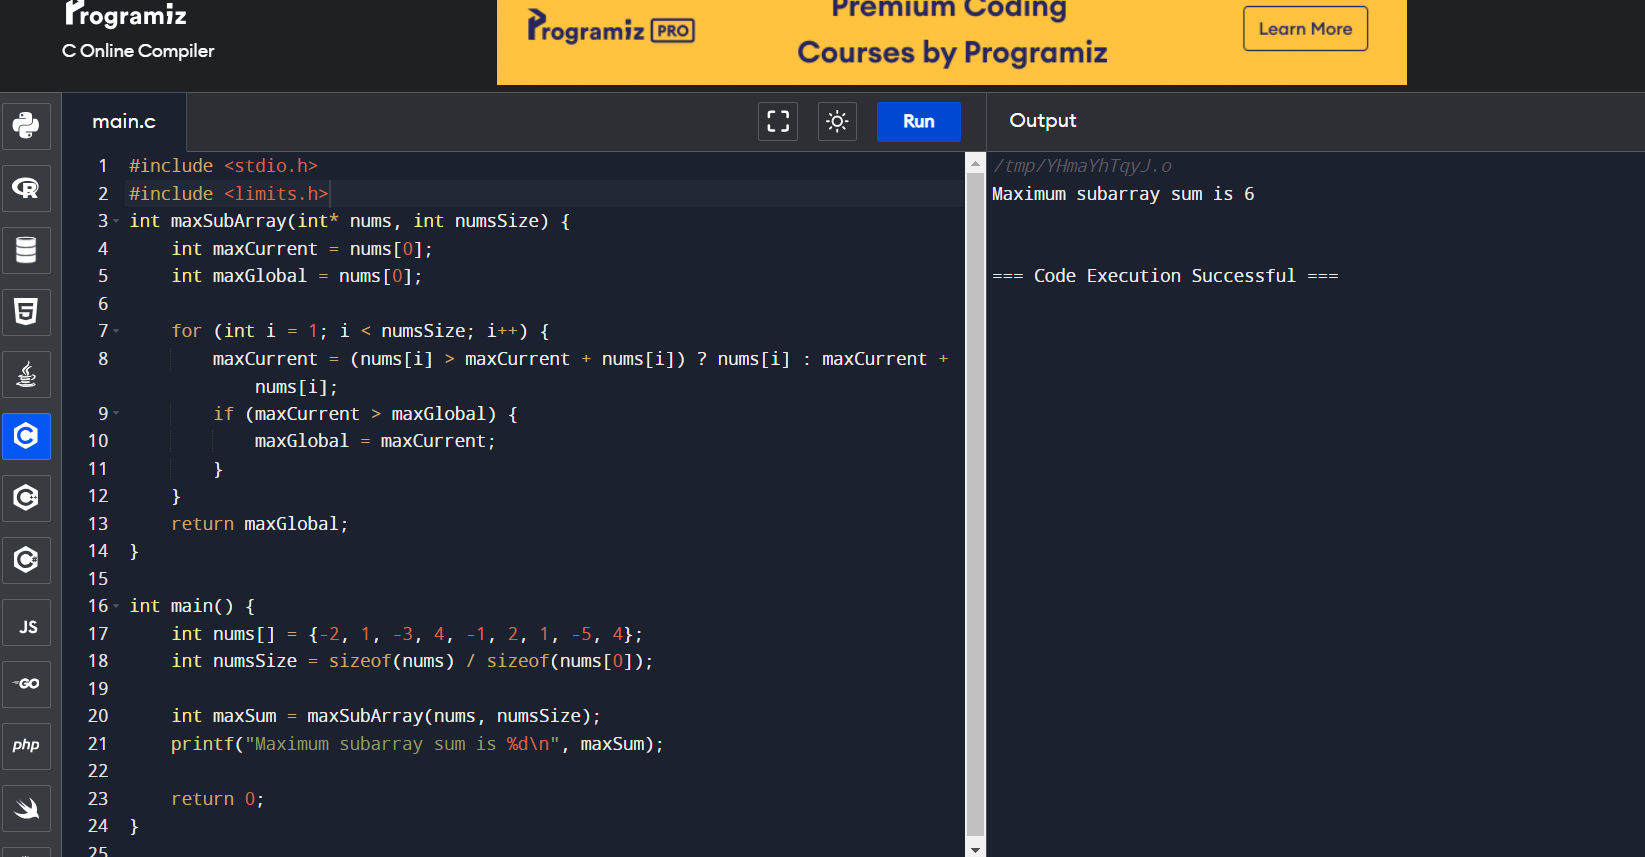 Programiz
C Online Compiler
Programiz PRO
Premium Coding
Courses by Programiz
Learn More
main.c
Run
Output
1 #include <stdio.h>
2 #include <limits.h>
3 int maxSubArray(int* nums, int numsSize) {
4     int maxCurrent = nums[0];
5     int maxGlobal = nums[0];
6
7     for (int i = 1; i < numsSize; i++) {
8         maxCurrent = (nums[i] > maxCurrent + nums[i]) ? nums[i] : maxCurrent +
            nums[i];
9         if (maxCurrent > maxGlobal) {
10             maxGlobal = maxCurrent;
11         }
12     }
13     return maxGlobal;
14 }
15
16 int main() {
17     int nums[] = {-2, 1, -3, 4, -1, 2, 1, -5, 4};
18     int numsSize = sizeof(nums) / sizeof(nums[0]);
19
20     int maxSum = maxSubArray(nums, numsSize);
21     printf("Maximum subarray sum is %d\n", maxSum);
22
23     return 0;
24 }
25
/tmp/YHmaYhTqyJ.o
Maximum subarray sum is 6
=== Code Execution Successful ===
R
5
C
C++
C#
JS
GO
php